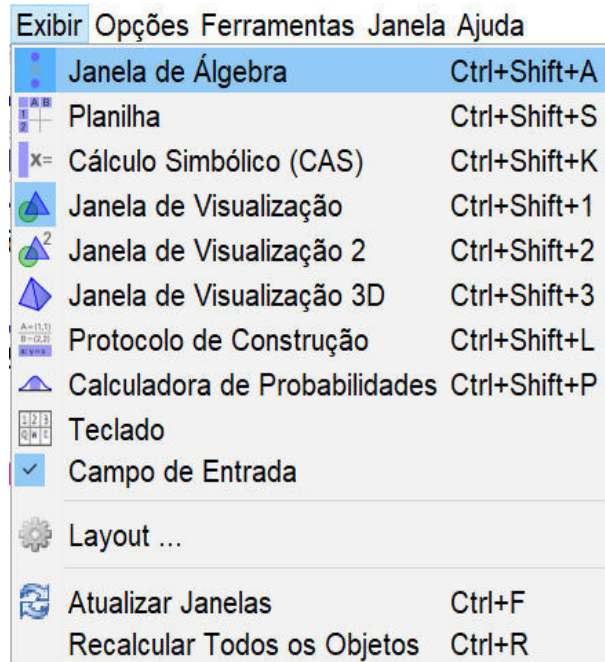 Exibir Opções Ferramentas Janela Ajuda
Janela de Álgebra Ctrl+Shift+A
Planilha Ctrl+Shift+S
x= Cálculo Simbólico (CAS) Ctrl+Shift+K
Janela de Visualização Ctrl+Shift+1
2 Janela de Visualização 2 Ctrl+Shift+2
Janela de Visualização 3D Ctrl+Shift+3
Protocolo de Construção Ctrl+Shift+L
Calculadora de Probabilidades Ctrl+Shift+P
Teclado
Campo de Entrada
Layout ...
Atualizar Janelas Ctrl+F
Recalcular Todos os Objetos Ctrl+R